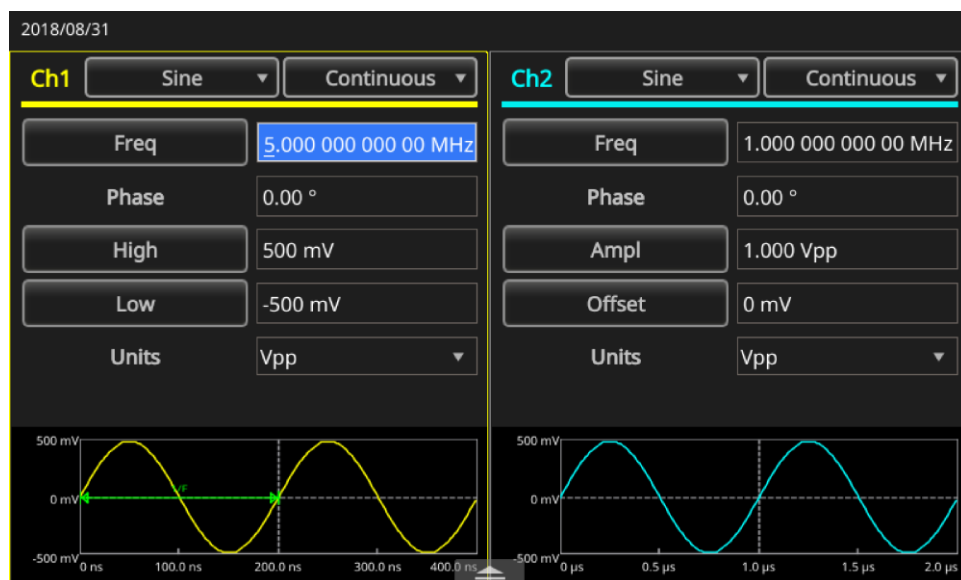 2018/08/31
Ch1 Sine Continuous
Freq 5.000 000 000 00 MHz
Phase 0.00 °
High 500 mV
Low -500 mV
Units Vpp
500 mV
1/F
0 mV
-500 mV
0 ns 100.0 ns 200.0 ns 300.0 ns 400.0 ns
Ch2 Sine Continuous
Freq 1.000 000 000 00 MHz
Phase 0.00 °
Ampl 1.000 Vpp
Offset 0 mV
Units Vpp
500 mV
0 mV
-500 mV
0 µs 0.5 µs 1.0 µs 1.5 µs 2.0 µs